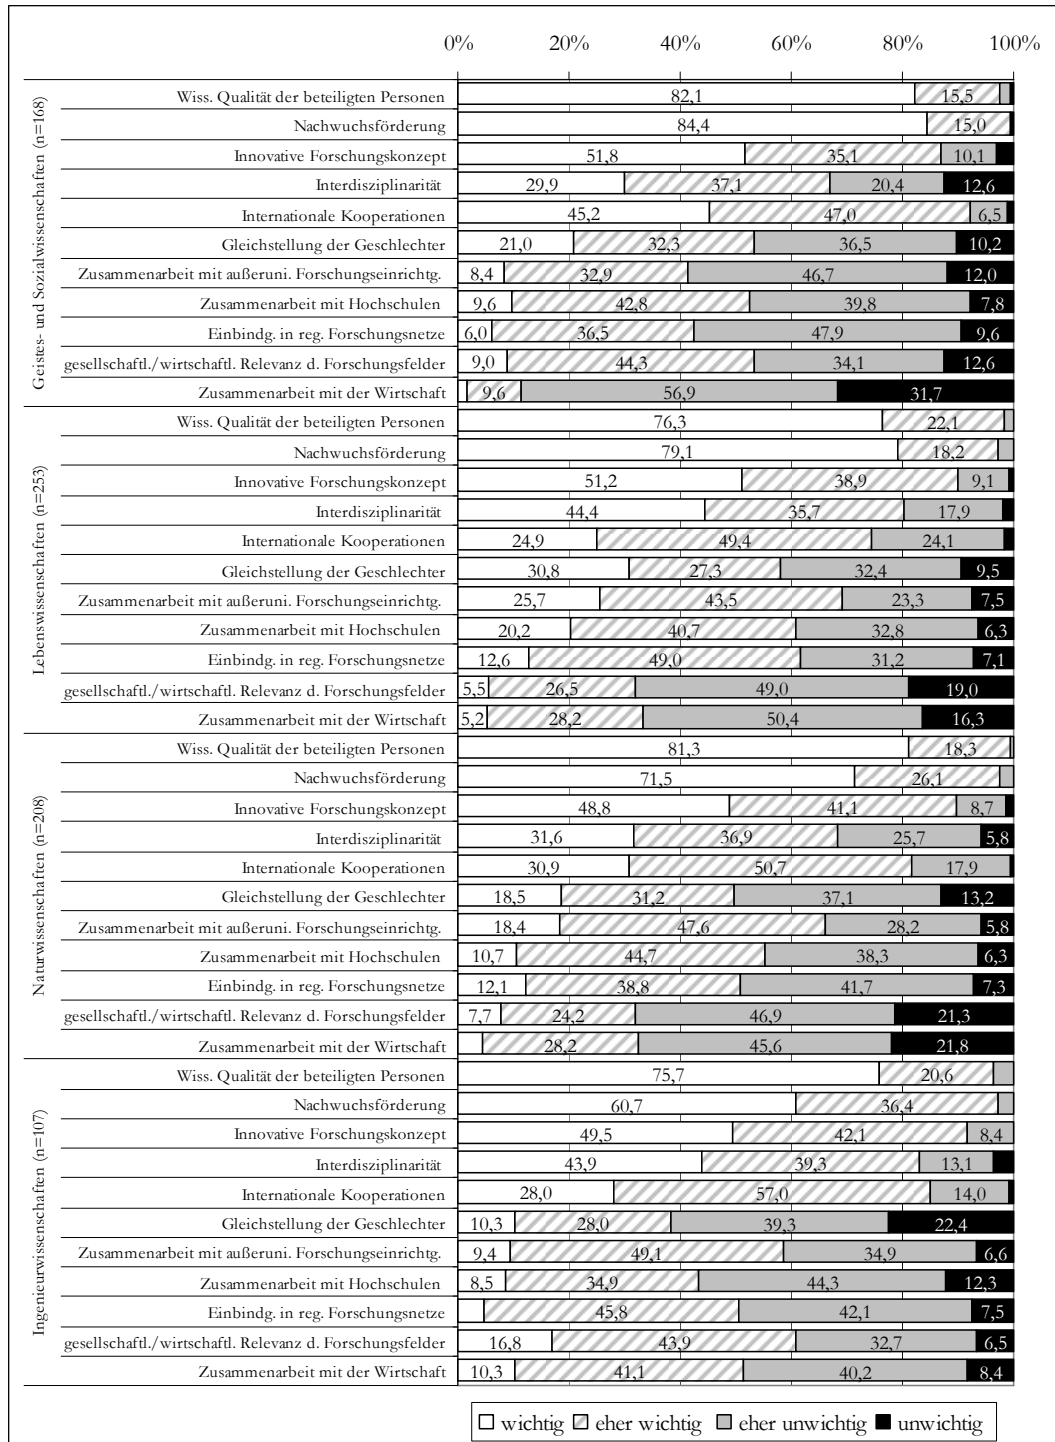 0% 20% 40% 60% 80% 100%
Geistes- und Sozialwissenschaften (n=168)
Wiss. Qualität der beteiligten Personen 82,1 15,5
Nachwuchsförderung 84,4 15,0
Innovative Forschungskonzept 51,8 35,1 10,1
Interdisziplinarität 29,9 37,1 20,4 12,6
Internationale Kooperationen 45,2 47,0 6,5
Gleichstellung der Geschlechter 21,0 32,3 36,5 10,2
Zusammenarbeit mit außeruni. Forschungseinrichtg. 8,4 32,9 46,7 12,0
Zusammenarbeit mit Hochschulen 9,6 42,8 39,8 7,8
Einbindg. in reg. Forschungsnetze 6,0 36,5 47,9 9,6
gesellschaftl./wirtschaftl. Relevanz d. Forschungsfelder 9,0 44,3 34,1 12,6
Zusammenarbeit mit der Wirtschaft 9,6 56,9 31,7
Lebenswissenschaften (n=253)
Wiss. Qualität der beteiligten Personen 76,3 22,1
Nachwuchsförderung 79,1 18,2
Innovative Forschungskonzept 51,2 38,9 9,1
Interdisziplinarität 44,4 35,7 17,9
Internationale Kooperationen 24,9 49,4 24,1
Gleichstellung der Geschlechter 30,8 27,3 32,4 9,5
Zusammenarbeit mit außeruni. Forschungseinrichtg. 25,7 43,5 23,3 7,5
Zusammenarbeit mit Hochschulen 20,2 40,7 32,8 6,3
Einbindg. in reg. Forschungsnetze 12,6 49,0 31,2 7,1
gesellschaftl./wirtschaftl. Relevanz d. Forschungsfelder 5,5 26,5 49,0 19,0
Zusammenarbeit mit der Wirtschaft 5,2 28,2 50,4 16,3
Naturwissenschaften (n=208)
Wiss. Qualität der beteiligten Personen 81,3 18,3
Nachwuchsförderung 71,5 26,1
Innovative Forschungskonzept 48,8 41,1 8,7
Interdisziplinarität 31,6 36,9 25,7 5,8
Internationale Kooperationen 30,9 50,7 17,9
Gleichstellung der Geschlechter 18,5 31,2 37,1 13,2
Zusammenarbeit mit außeruni. Forschungseinrichtg. 18,4 47,6 28,2 5,8
Zusammenarbeit mit Hochschulen 10,7 44,7 38,3 6,3
Einbindg. in reg. Forschungsnetze 12,1 38,8 41,7 7,3
gesellschaftl./wirtschaftl. Relevanz d. Forschungsfelder 7,7 24,2 46,9 21,3
Zusammenarbeit mit der Wirtschaft 28,2 45,6 21,8
Ingenieurwissenschaften (n=107)
Wiss. Qualität der beteiligten Personen 75,7 20,6
Nachwuchsförderung 60,7 36,4
Innovative Forschungskonzept 49,5 42,1 8,4
Interdisziplinarität 43,9 39,3 13,1
Internationale Kooperationen 28,0 57,0 14,0
Gleichstellung der Geschlechter 10,3 28,0 39,3 22,4
Zusammenarbeit mit außeruni. Forschungseinrichtg. 9,4 49,1 34,9 6,6
Zusammenarbeit mit Hochschulen 8,5 34,9 44,3 12,3
Einbindg. in reg. Forschungsnetze 45,8 42,1 7,5
gesellschaftl./wirtschaftl. Relevanz d. Forschungsfelder 16,8 43,9 32,7 6,5
Zusammenarbeit mit der Wirtschaft 10,3 41,1 40,2 8,4
wichtig eher wichtig eher unwichtig unwichtig